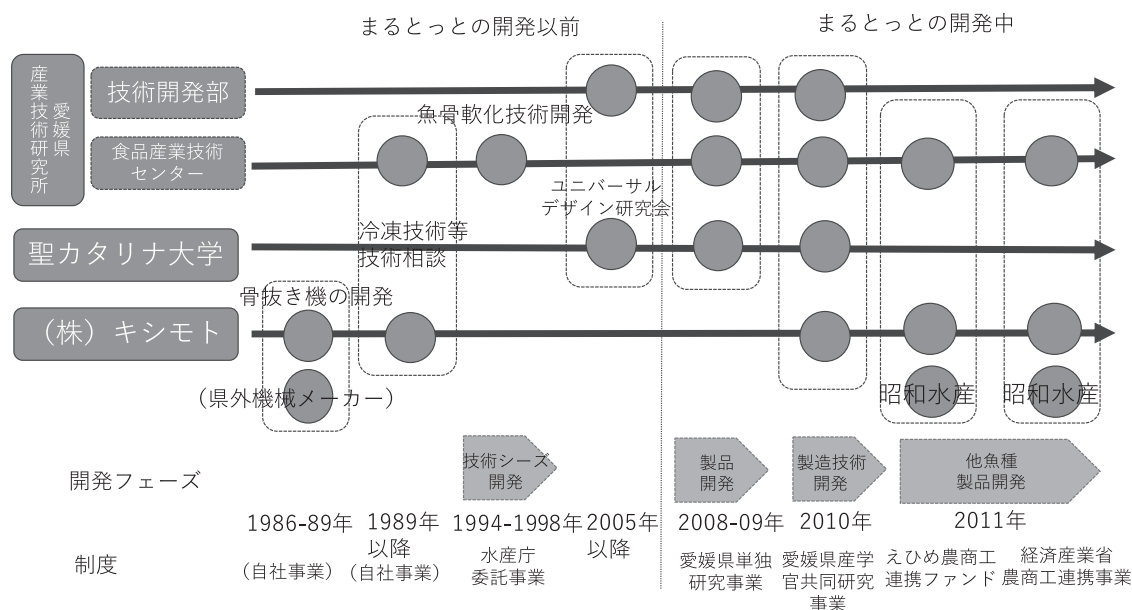 まるとっとの開発以前
まるとっとの開発中
愛媛県
産業技術研究所
技術開発部
魚骨軟化技術開発
食品産業技術
センター
ユニバーサル
デザイン研究会
聖カタリナ大学
冷凍技術等
技術相談
骨抜き機の開発
（株）キシモト
（県外機械メーカー）
昭和水産
昭和水産
開発フェーズ
技術シーズ
開発
製品
開発
製造技術
開発
他魚種
製品開発
1986-89年
1989年
以降
1994-1998年
2005年
以降
2008-09年
2010年
2011年
制度
（自社事業）
（自社事業）
水産庁
委託事業
愛媛県単独
研究事業
愛媛県産学
官共同研究
事業
えひめ農商工
連携ファンド
経済産業省
農商工連携事業